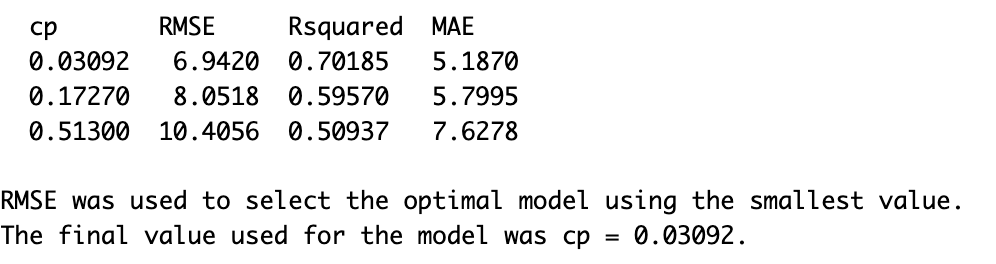 cp RMSE Rsquared MAE
0.03092 6.9420 0.70185 5.1870
0.17270 8.0518 0.59570 5.7995
0.51300 10.4056 0.50937 7.6278
RMSE was used to select the optimal model using the smallest value.
The final value used for the model was cp = 0.03092.